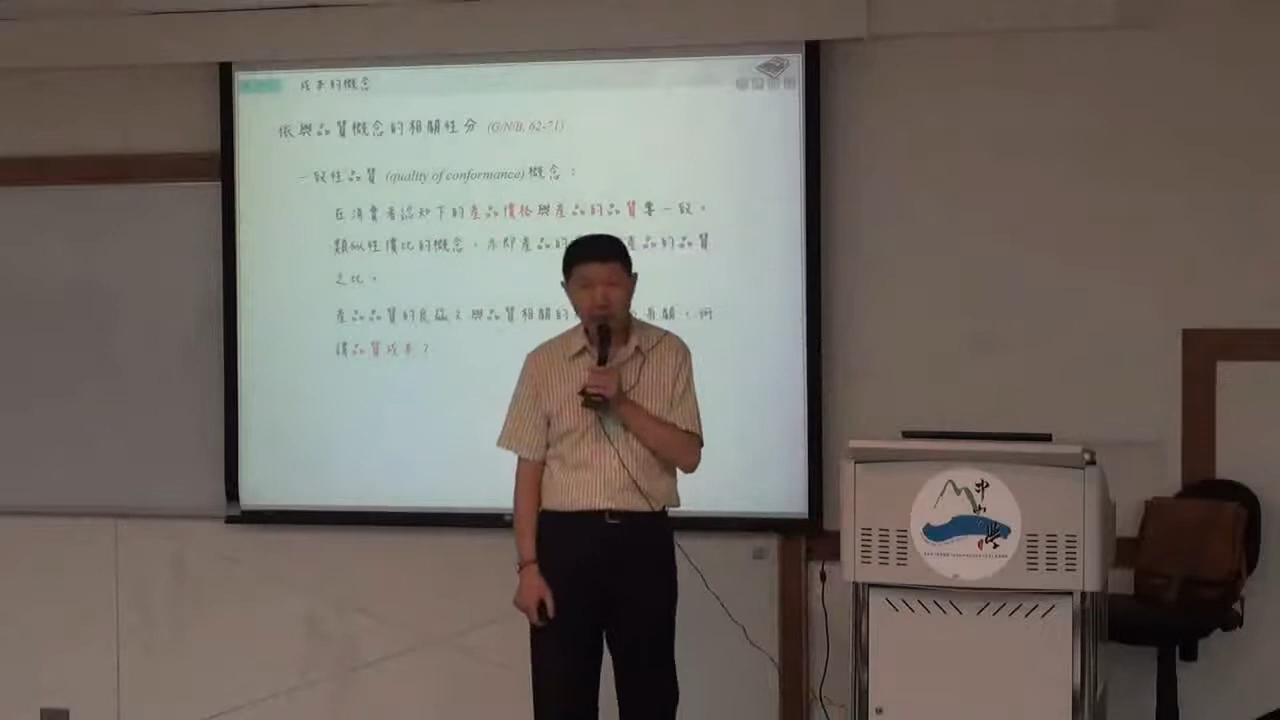 成本的概念
依與品質概念的相關性分 (G/N/B, 62-71)
一致性品質 (quality of conformance) 概念：
在消費者認知下的產品價格與產品的品質要一致。
類似性價比的概念，亦即產品的 產品的品質
之比。
產品品質的良窳又與品質相關的 有關，何
謂品質成本？
中山大學